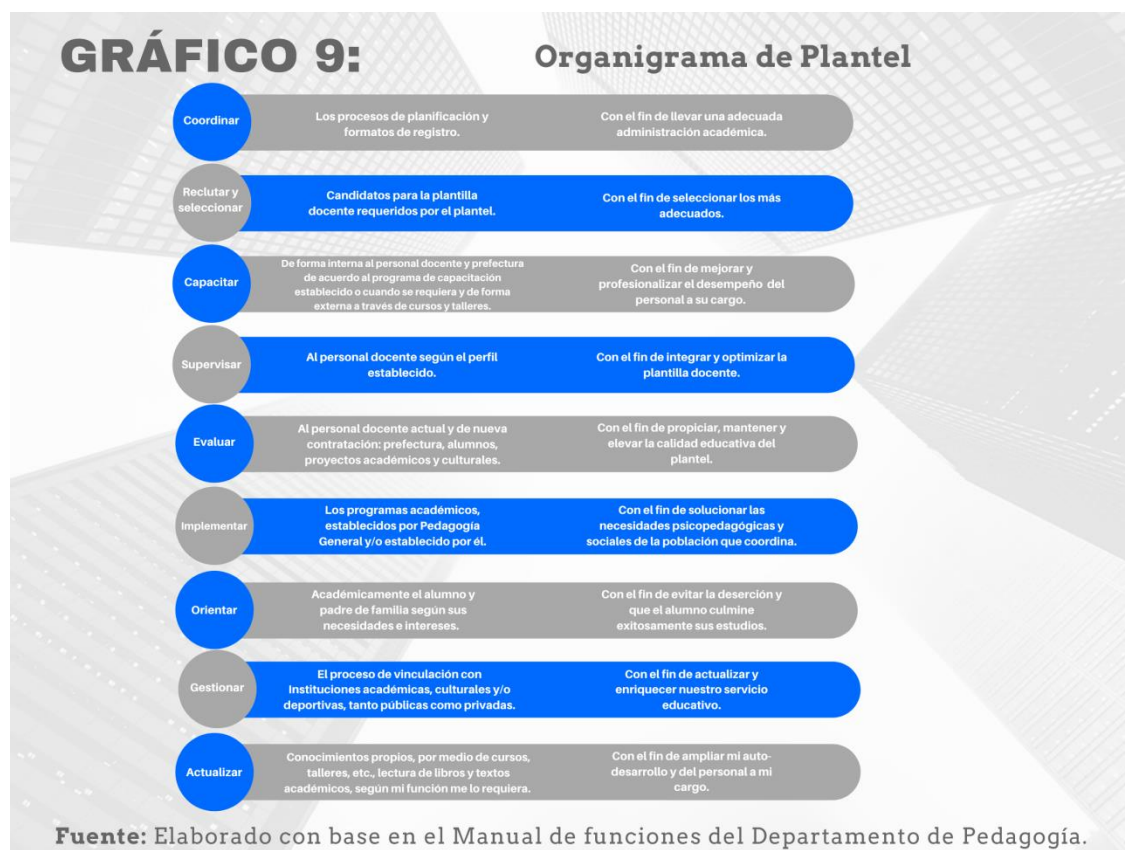 GRÁFICO 9:
Organigrama de Plantel
Coordinar
Los procesos de planificación y
formatos de registro.
Con el fin de llevar una adecuada
administración académica.
Reclutar y
seleccionar
Candidatos para la plantilla
docente requeridos por el plantel.
Con el fin de seleccionar los más
adecuados.
Capacitar
De forma interna al personal docente y prefectura
de acuerdo al programa de capacitación
establecido o cuando se requiera y de forma
externa a través de cursos y talleres.
Con el fin de mejorar y
profesionalizar el desempeño del
personal a su cargo.
Supervisar
Al personal docente según el perfil
establecido.
Con el fin de integrar y optimizar la
plantilla docente.
Evaluar
Al personal docente actual y de nueva
contratación: prefectura, alumnos,
proyectos académicos y culturales.
Con el fin de propiciar, mantener y
elevar la calidad educativa del
plantel.
Implementar
Los programas académicos,
establecidos por Pedagogía
General y/o establecido por él.
Con el fin de solucionar las
necesidades psicopedagógicas y
sociales de la población que coordina.
Orientar
Académicamente el alumno y
padre de familia según sus
necesidades e intereses.
Con el fin de evitar la deserción y
que el alumno culmine
exitosamente sus estudios.
Gestionar
El proceso de vinculación con
Instituciones académicas, culturales y/o
deportivas, tanto públicas como privadas.
Con el fin de actualizar y
enriquecer nuestro servicio
educativo.
Actualizar
Conocimientos propios, por medio de cursos,
talleres, etc., lectura de libros y textos
académicos, según mi función me lo requiera.
Con el fin de ampliar mi auto-
desarrollo y del personal a mi
cargo.
Fuente: Elaborado con base en el Manual de funciones del Departamento de Pedagogía.